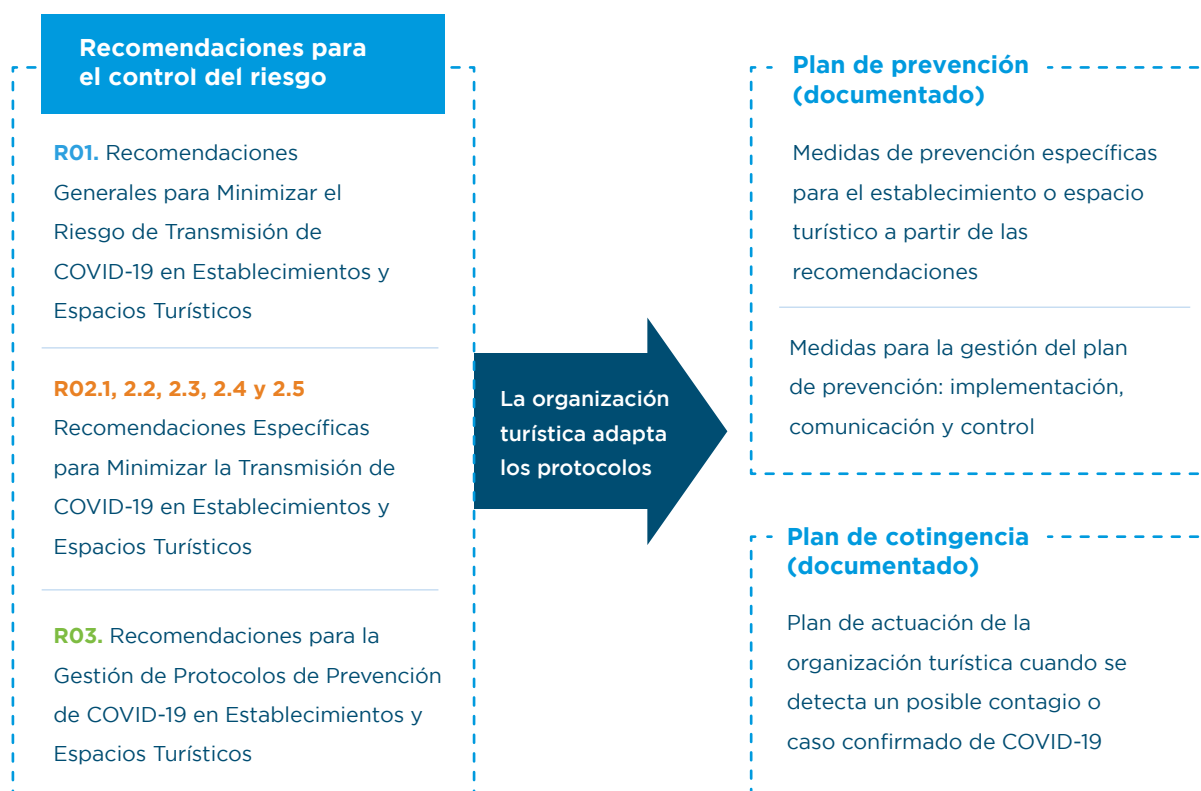 Recomendaciones para
el control del riesgo
R01. Recomendaciones
Generales para Minimizar el
Riesgo de Transmisión de
COVID-19 en Establecimientos y
Espacios Turísticos
R02.1, 2.2, 2.3, 2.4 y 2.5
Recomendaciones Específicas
para Minimizar la Transmisión de
COVID-19 en Establecimientos y
Espacios Turísticos
R03. Recomendaciones para la
Gestión de Protocolos de Prevención
de COVID-19 en Establecimientos y
Espacios Turísticos
La organización
turística adapta
los protocolos
Plan de prevención
(documentado)
Medidas de prevención específicas
para el establecimiento o espacio
turístico a partir de las
recomendaciones
Medidas para la gestión del plan
de prevención: implementación,
comunicación y control
Plan de cotingencia
(documentado)
Plan de actuación de la
organización turística cuando se
detecta un posible contagio o
caso confirmado de COVID-19